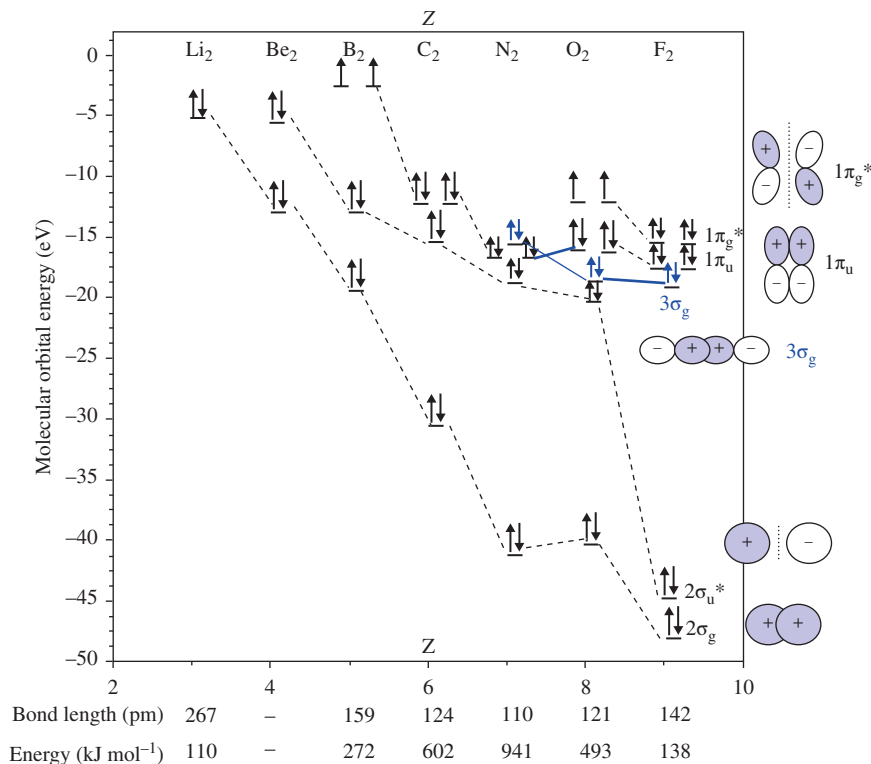 Z
Li₂ Be₂ B₂ C₂ N₂ O₂ F₂
0
−5
−10
−15
−20
−25
−30
−35
−40
−45
−50
Molecular orbital energy (eV)
1πg*
1πu
3σg
2σu*
2σg
+ −
− +
1πg*
+ +
− −
1πu
− + + −
3σg
+ −
+ +
Z
2 4 6 8 10
Bond length (pm) 267 – 159 124 110 121 142
Energy (kJ mol⁻¹) 110 – 272 602 941 493 138